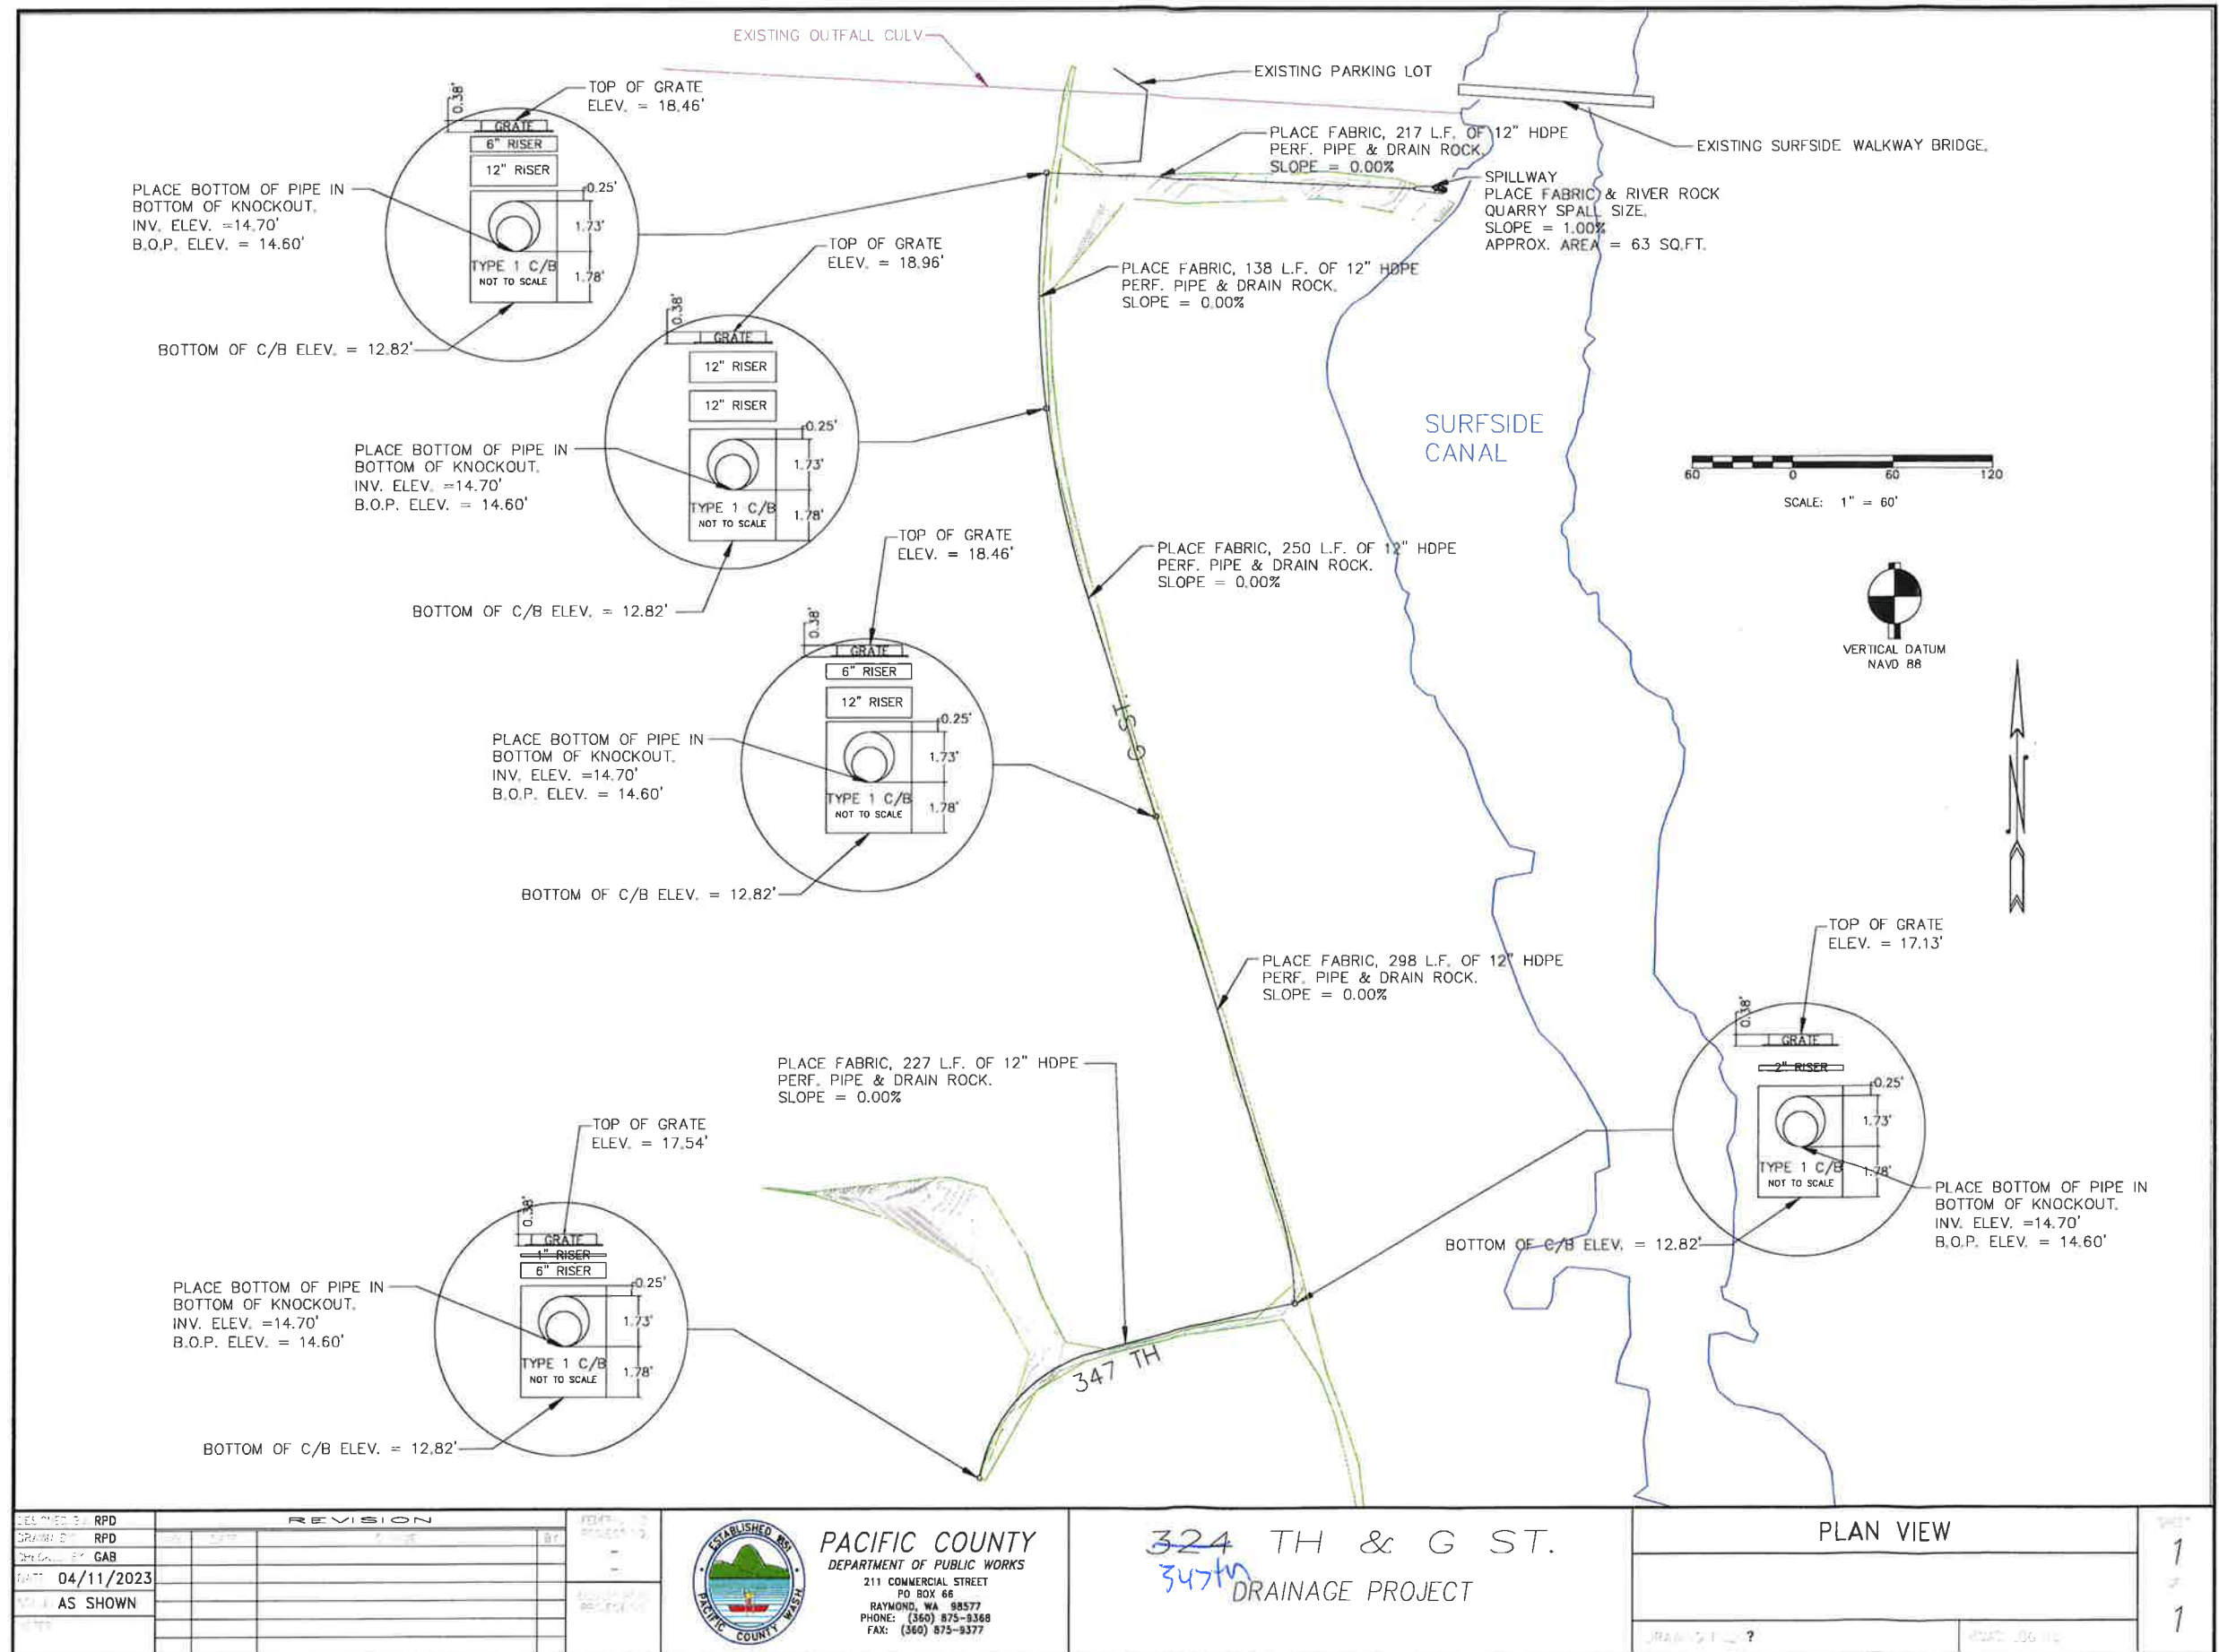 EXISTING OUTFALL CULV
EXISTING PARKING LOT
EXISTING SURFSIDE WALKWAY BRIDGE.
PLACE FABRIC, 217 L.F. OF 12" HDPE
PERF. PIPE & DRAIN ROCK.
SLOPE = 0.00%
SPILLWAY
PLACE FABRIC & RIVER ROCK
QUARRY SPALL SIZE.
SLOPE = 1.00%
APPROX. AREA = 63 SQ.FT.
TOP OF GRATE
ELEV. = 18.46'
0.38'
GRATE
6" RISER
12" RISER
0.25'
1.73'
1.78'
TYPE 1 C/B
NOT TO SCALE
PLACE BOTTOM OF PIPE IN
BOTTOM OF KNOCKOUT.
INV. ELEV. =14.70'
B.O.P. ELEV. = 14.60'
BOTTOM OF C/B ELEV. = 12.82'
TOP OF GRATE
ELEV. = 18.96'
0.38'
GRATE
12" RISER
12" RISER
0.25'
1.73'
1.78'
TYPE 1 C/B
NOT TO SCALE
PLACE BOTTOM OF PIPE IN
BOTTOM OF KNOCKOUT.
INV. ELEV. =14.70'
B.O.P. ELEV. = 14.60'
BOTTOM OF C/B ELEV. = 12.82'
PLACE FABRIC, 138 L.F. OF 12" HDPE
PERF. PIPE & DRAIN ROCK.
SLOPE = 0.00%
SURFSIDE
CANAL
60 0 60 120
SCALE: 1" = 60'
VERTICAL DATUM
NAVD 88
N
PLACE FABRIC, 250 L.F. OF 12" HDPE
PERF. PIPE & DRAIN ROCK.
SLOPE = 0.00%
TOP OF GRATE
ELEV. = 18.46'
0.38'
GRATE
6" RISER
12" RISER
0.25'
1.73'
1.78'
TYPE 1 C/B
NOT TO SCALE
PLACE BOTTOM OF PIPE IN
BOTTOM OF KNOCKOUT.
INV. ELEV. =14.70'
B.O.P. ELEV. = 14.60'
BOTTOM OF C/B ELEV. = 12.82'
G ST.
PLACE FABRIC, 298 L.F. OF 12" HDPE
PERF. PIPE & DRAIN ROCK.
SLOPE = 0.00%
TOP OF GRATE
ELEV. = 17.13'
0.38'
GRATE
2" RISER
0.25'
1.73'
1.78'
TYPE 1 C/B
NOT TO SCALE
PLACE BOTTOM OF PIPE IN
BOTTOM OF KNOCKOUT.
INV. ELEV. =14.70'
B.O.P. ELEV. = 14.60'
BOTTOM OF C/B ELEV. = 12.82'
PLACE FABRIC, 227 L.F. OF 12" HDPE
PERF. PIPE & DRAIN ROCK.
SLOPE = 0.00%
TOP OF GRATE
ELEV. = 17.54'
0.38'
GRATE
1" RISER
6" RISER
0.25'
1.73'
1.78'
TYPE 1 C/B
NOT TO SCALE
PLACE BOTTOM OF PIPE IN
BOTTOM OF KNOCKOUT.
INV. ELEV. =14.70'
B.O.P. ELEV. = 14.60'
BOTTOM OF C/B ELEV. = 12.82'
347 TH
RPD
RPD
GAB
04/11/2023
AS SHOWN
REVISION
BY
ESTABLISHED 1851
PACIFIC COUNTY WASH
PACIFIC COUNTY
DEPARTMENT OF PUBLIC WORKS
211 COMMERCIAL STREET
PO BOX 66
RAYMOND, WA 98577
PHONE: (360) 875-9368
FAX: (360) 875-9377
324 TH & G ST.
347th
DRAINAGE PROJECT
PLAN VIEW
?
1
1